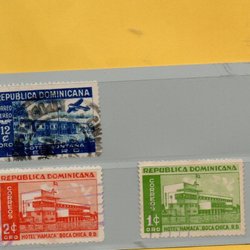 REPUBLICA DOMINICANA
CORREO AEREO
12 ¢
ORO
REPUBLICA DOMINICANA
CORREOS
2¢
ORO
HOTEL "HAMACA", BOCA CHICA, R.D.
REPUBLICA DOMINICANA
CORREOS
1¢
ORO
HOTEL "HAMACA", BOCA CHICA, R.D.